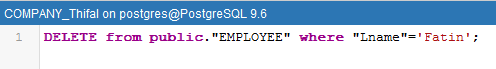 COMPANY_Thifal on postgres@PostgreSQL 9.6
1 DELETE from public."EMPLOYEE" where "Lname"='Fatin';